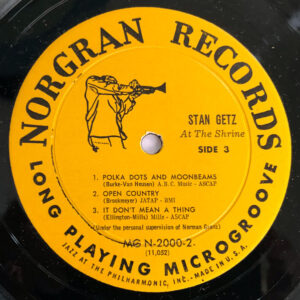 NORGRAN RECORDS
STAN GETZ
At The Shrine
SIDE 3
1. POLKA DOTS AND MOONBEAMS
(Burke-Van Heusen) A.B.C. Music - ASCAP
2. OPEN COUNTRY
(Brookmeyer) JATAP - BMI
3. IT DON'T MEAN A THING
(Ellington-Mills) Mills - ASCAP
(Under the personal supervision of Norman Granz)
MG N-2000-2
(11,052)
LONG PLAYING MICROGROOVE
JAZZ AT THE PHILHARMONIC, INC. - MADE IN U.S.A.